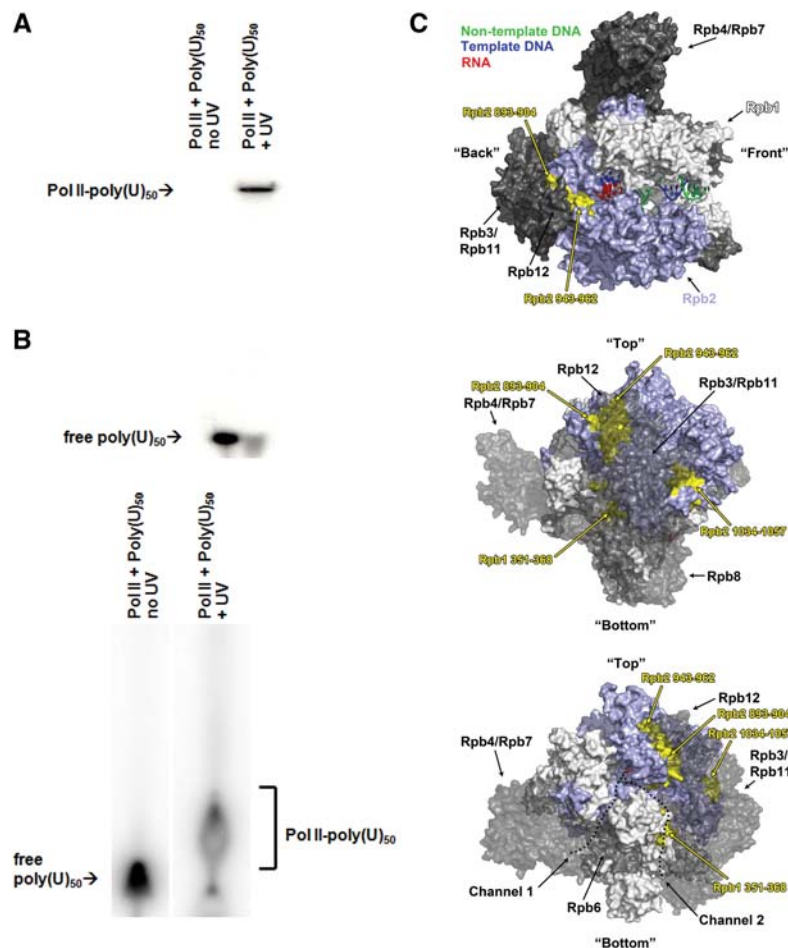 A
Pol II + Poly(U)50
no UV
Pol II + Poly(U)50
+ UV
Pol II-poly(U)50→
B
free poly(U)50→
Pol II + Poly(U)50
no UV
Pol II + Poly(U)50
+ UV
Pol II-poly(U)50
free
poly(U)50→
C
Non-template DNA
Template DNA
RNA
Rpb4/Rpb7
Rpb2 893-904
Rpb1
“Back”
“Front”
Rpb3/
Rpb11
Rpb12
Rpb2 943-962
Rpb2
“Top”
Rpb2 943-962
Rpb12
Rpb2 893-904
Rpb3/Rpb11
Rpb4/Rpb7
Rpb2 1034-1057
Rpb1 351-368
Rpb8
“Bottom”
“Top”
Rpb2 943-962
Rpb12
Rpb2 893-904
Rpb2 1034-1057
Rpb4/Rpb7
Rpb3/
Rpb11
Rpb1 351-368
Channel 1
Rpb6
Channel 2
“Bottom”